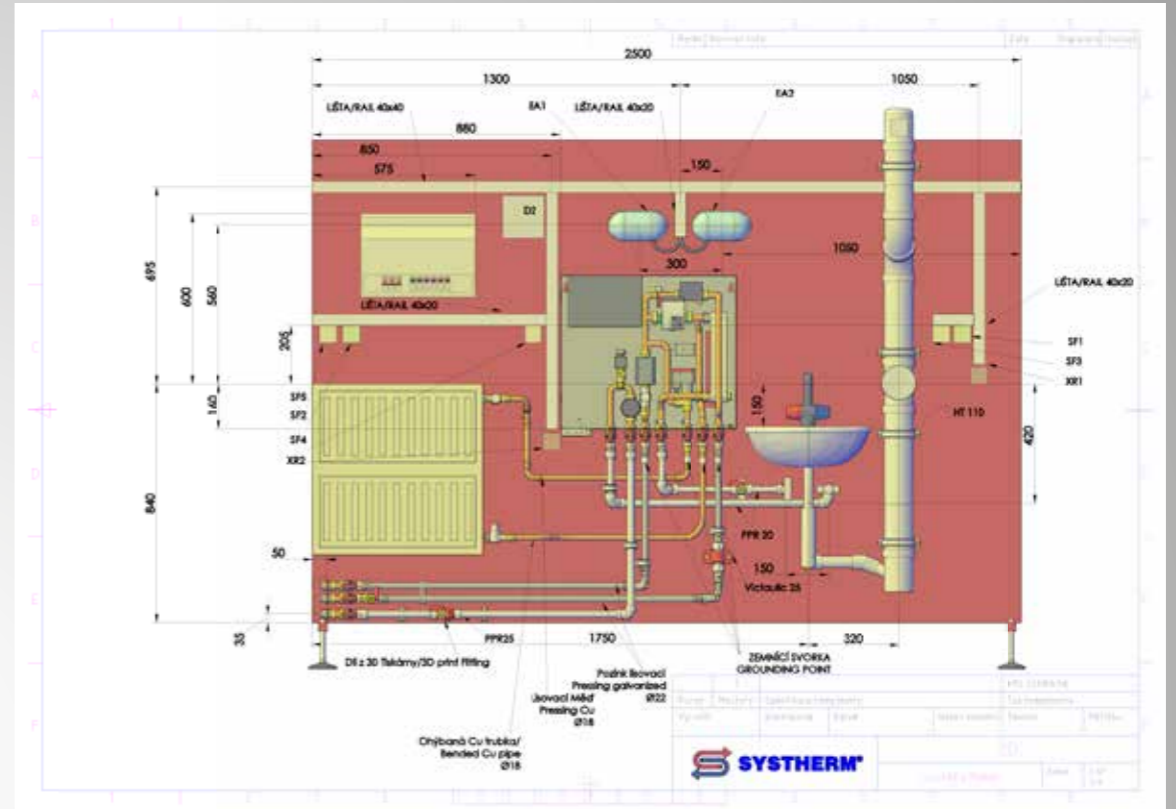 2500
1300
1050
LIŠTA/RAIL 40x40
EA1
LIŠTA/RAIL 40x20
EA2
880
850
575
150
D2
1050
300
695
600
560
LIŠTA/RAIL 40x20
LIŠTA/RAIL 40x20
205
SF1
SF3
XR1
160
SF5
SF2
SF4
XR2
150
HT 110
420
840
PPR 20
50
150
Victaulic 25
35
PPR25
1750
320
Díl z 3D Tiskárny/3D print Fitting
ZEMNÍCÍ SVORKA
GROUNDING POINT
Pozink lisovací
Pressing galvanized
Ø22
Lisovací Měď
Pressing Cu
Ø18
Ohýbaná Cu trubka/
Bended Cu pipe
Ø18
SYSTHERM®
A
B
C
D
E
F